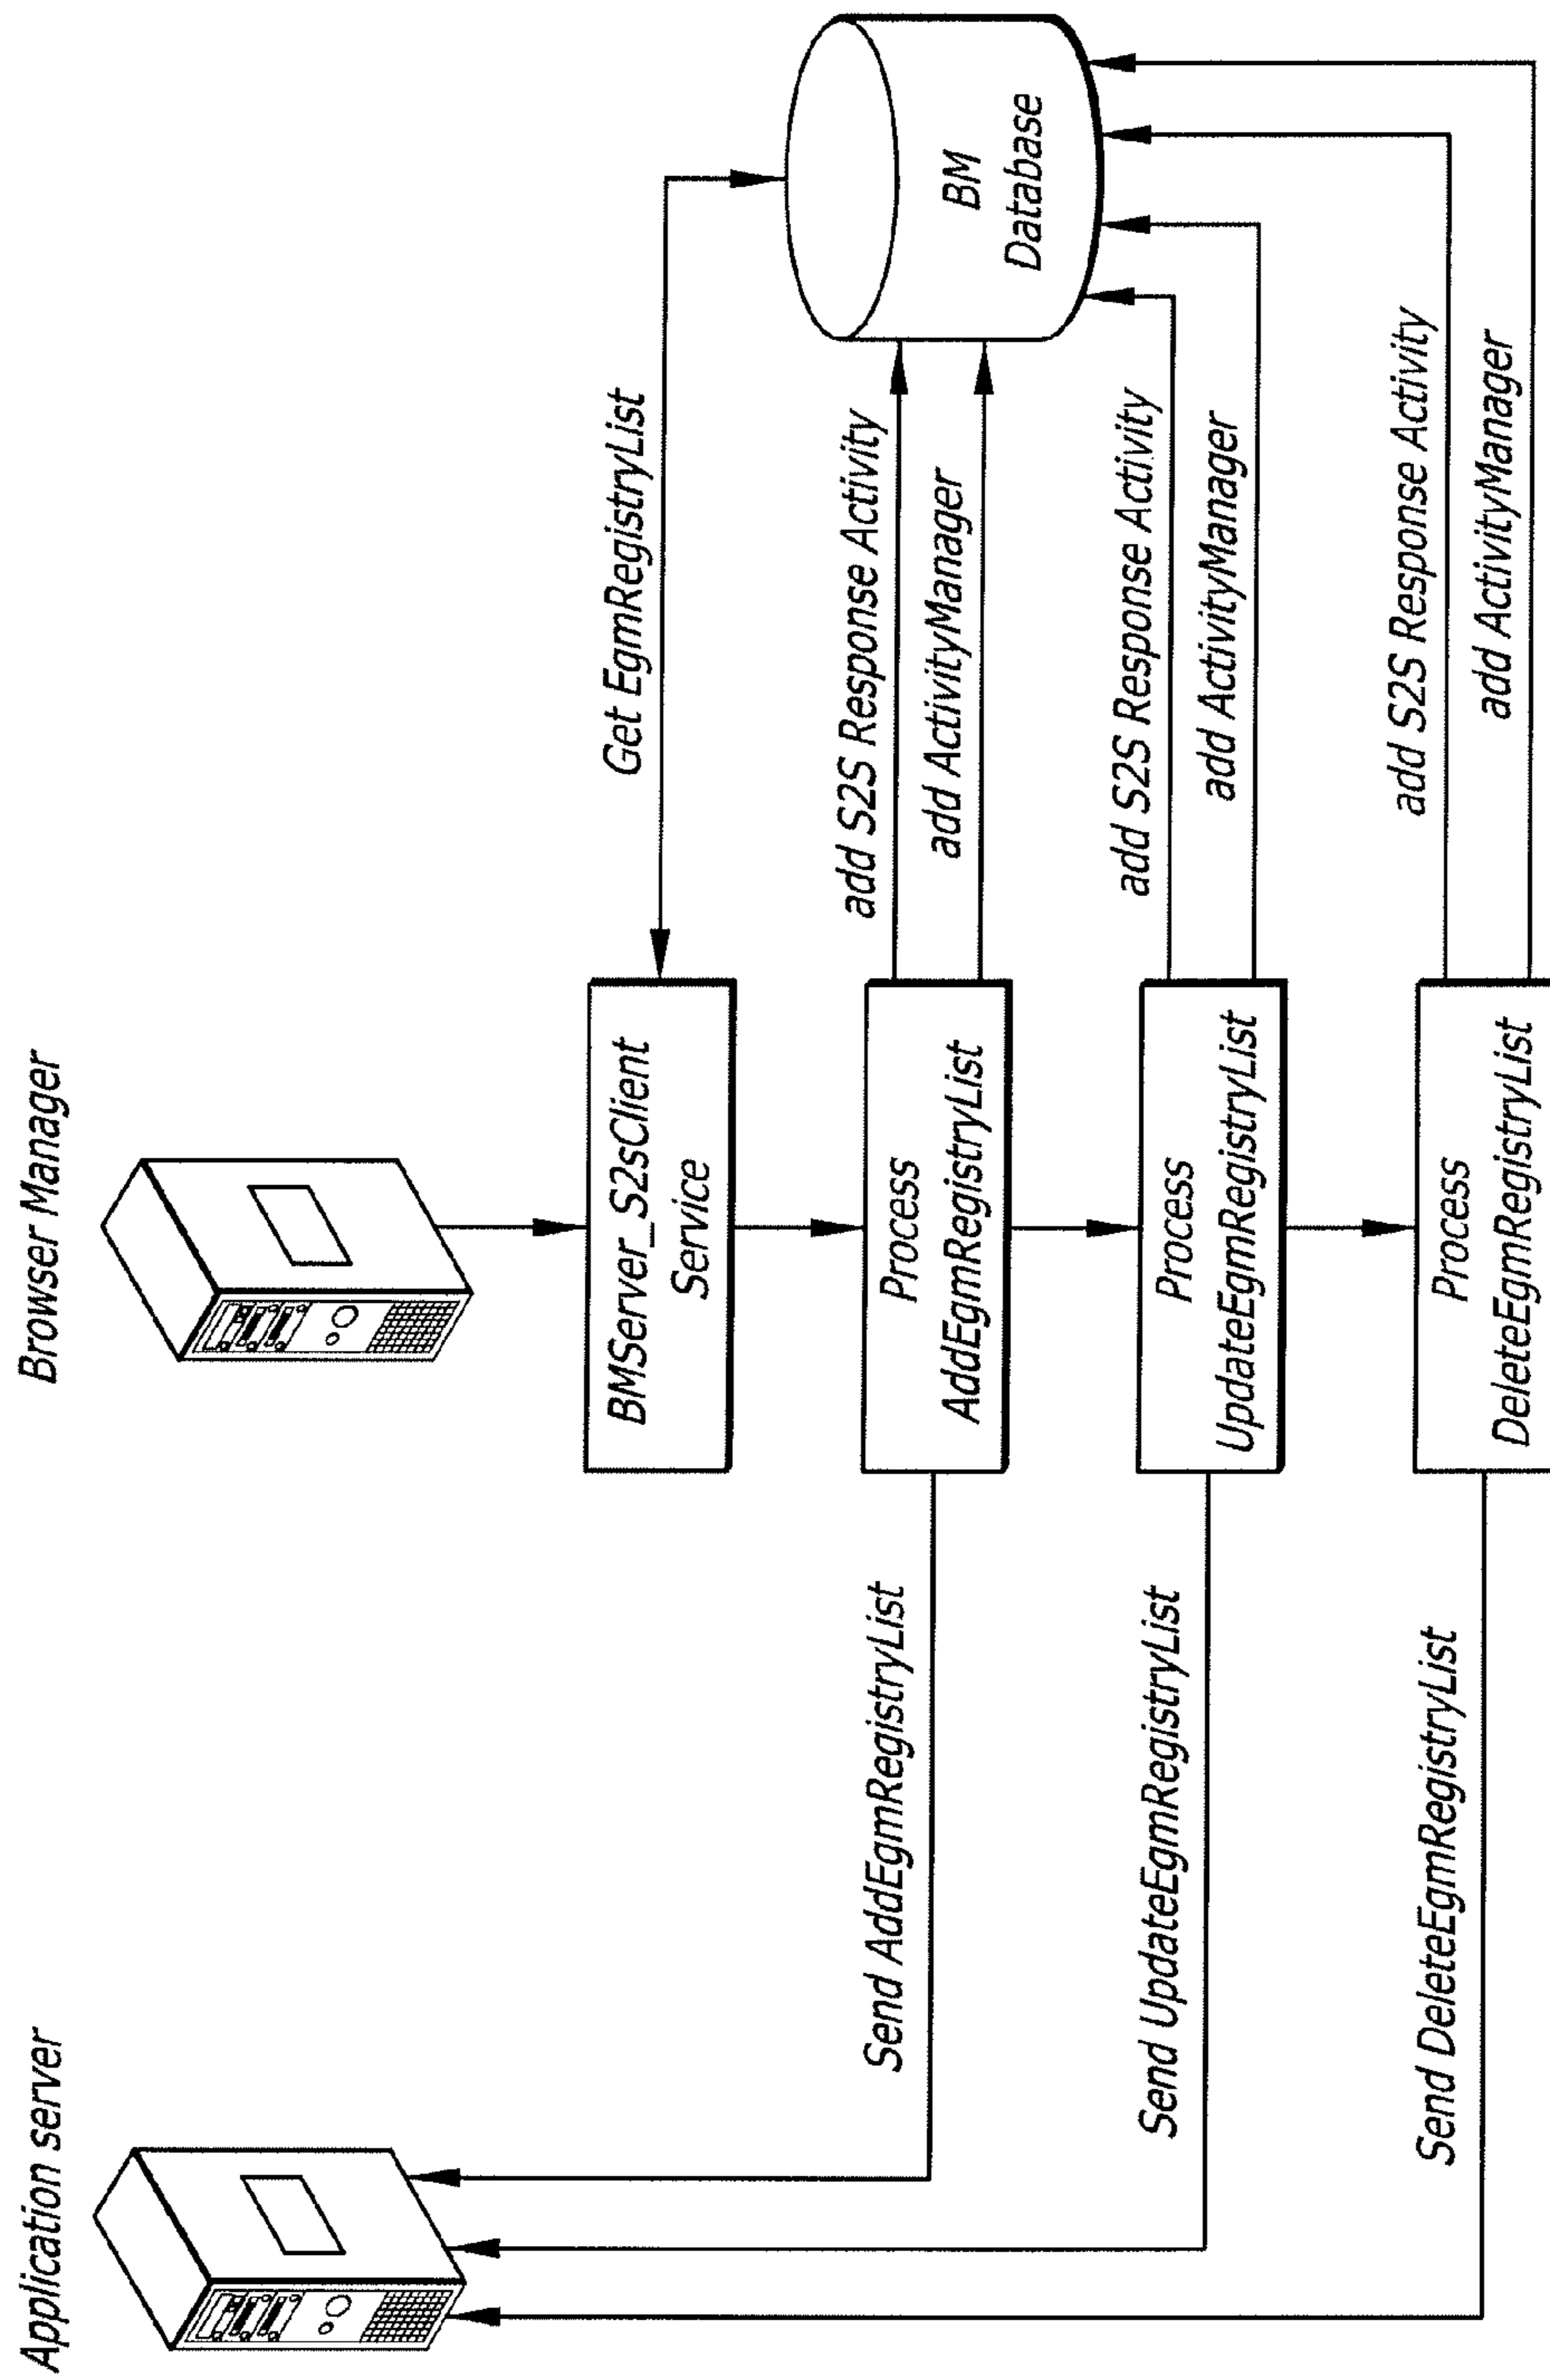 Application server
Browser Manager
BMServer_S2sClient
Service
Get EgmRegistryList
BM
Database
Send AddEgmRegistryList
Process
AddEgmRegistryList
add S2S Response Activity
add ActivityManager
Send UpdateEgmRegistryList
Process
UpdateEgmRegistryList
add S2S Response Activity
add ActivityManager
Send DeleteEgmRegistryList
Process
DeleteEgmRegistryList
add S2S Response Activity
add ActivityManager